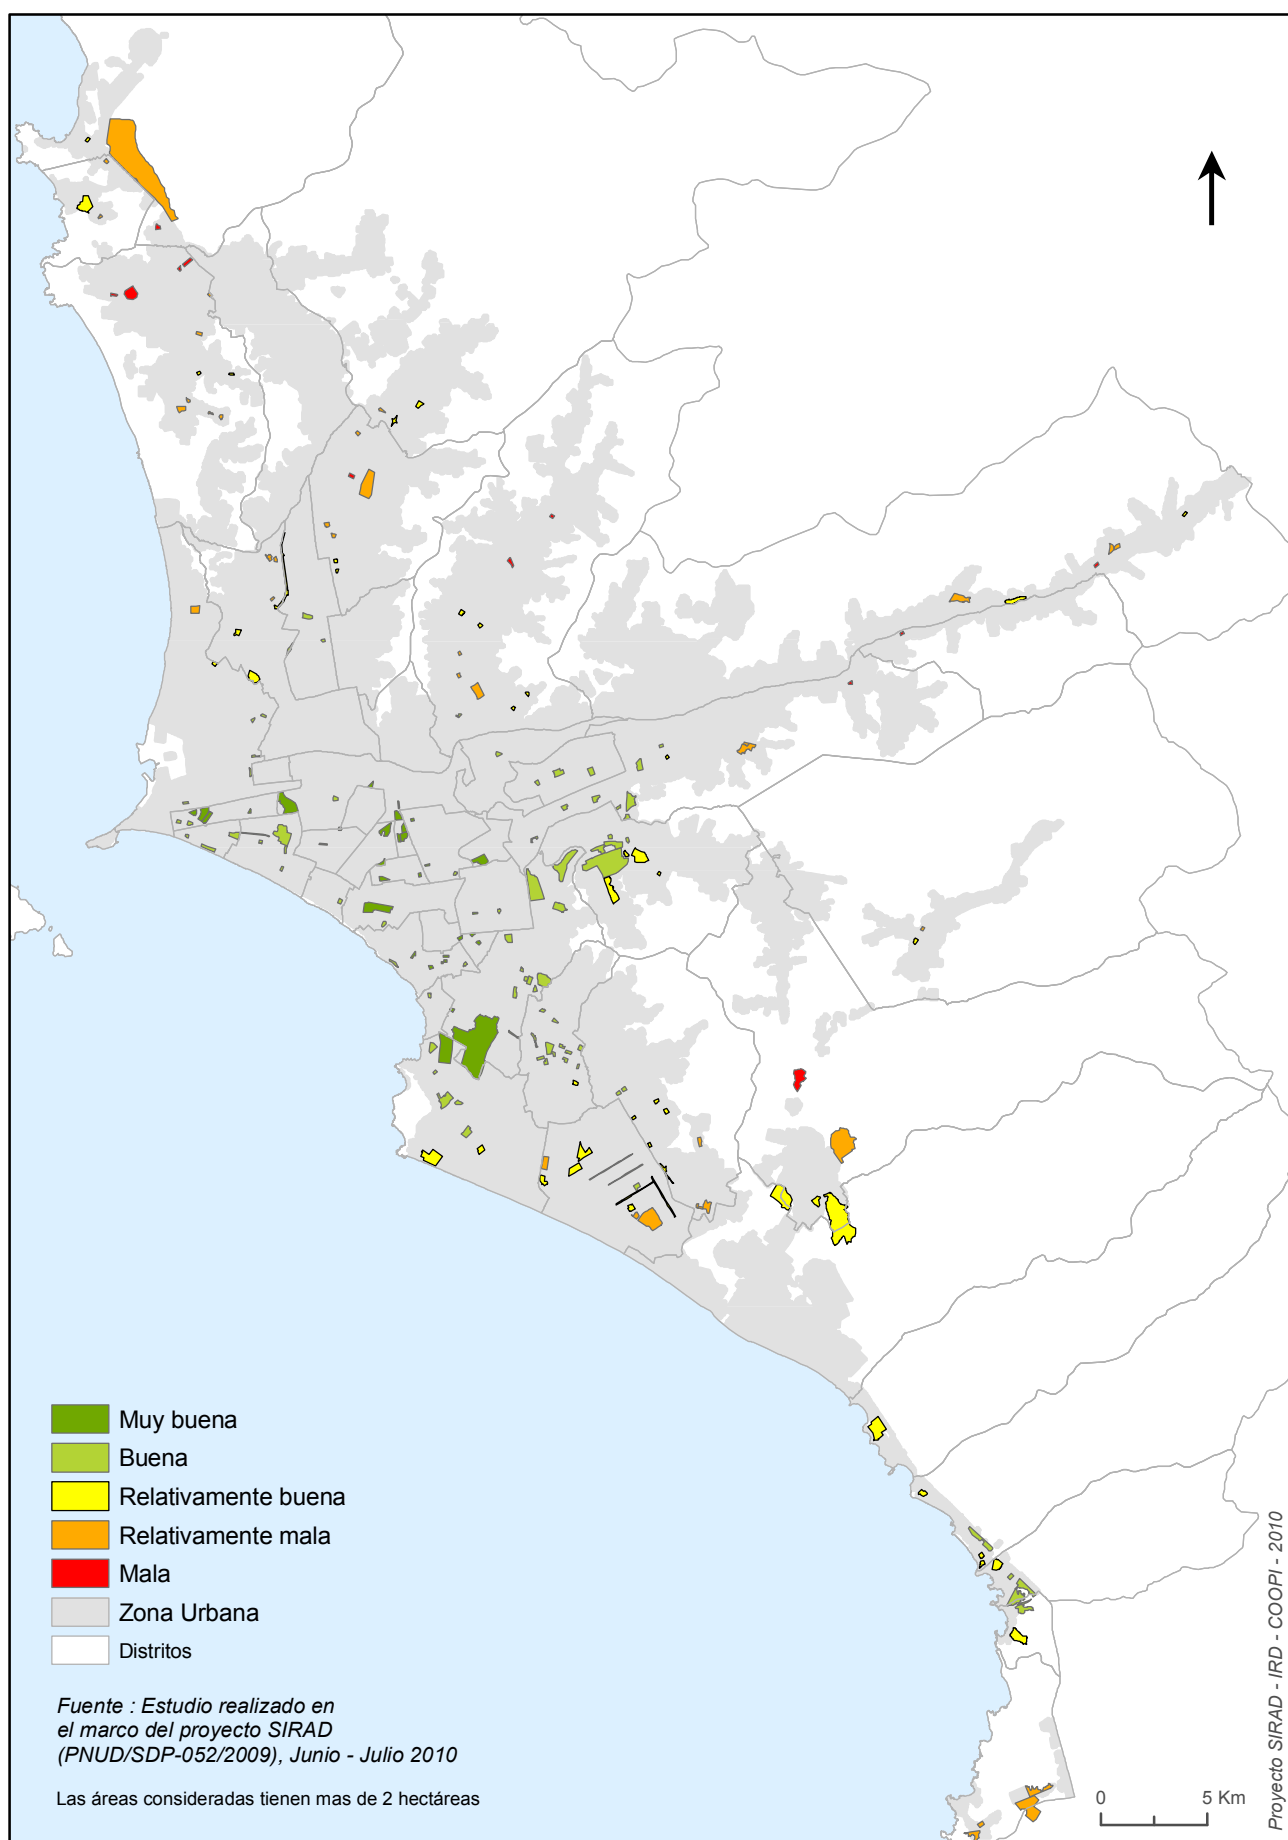 Muy buena
Buena
Relativamente buena
Relativamente mala
Mala
Zona Urbana
Distritos
Fuente : Estudio realizado en
el marco del proyecto SIRAD
(PNUD/SDP-052/2009), Junio - Julio 2010
Las áreas consideradas tienen mas de 2 hectáreas
0 5 Km
Proyecto SIRAD - IRD - COOPI - 2010